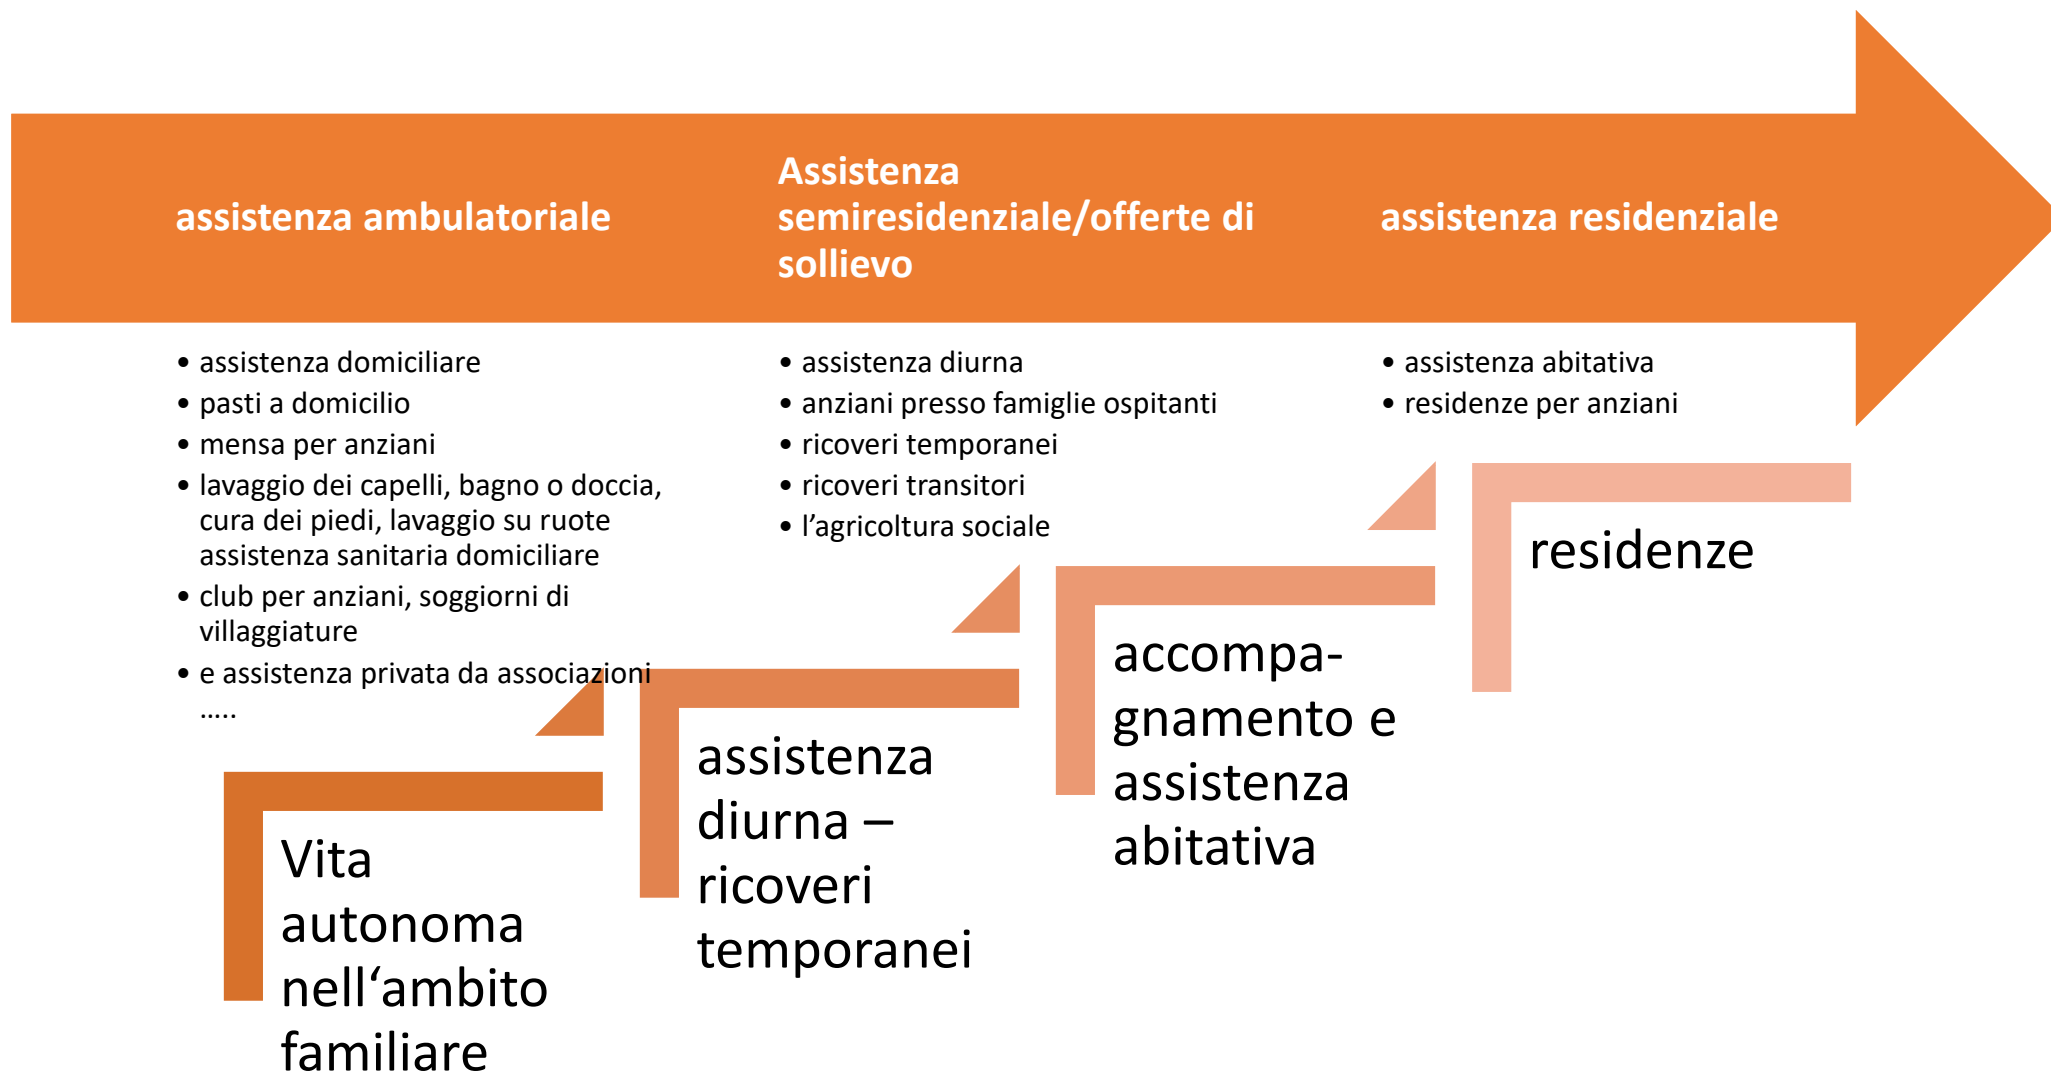 assistenza ambulatoriale
Assistenza
semiresidenziale/offerte di
sollievo
assistenza residenziale
• assistenza domiciliare
• pasti a domicilio
• mensa per anziani
• lavaggio dei capelli, bagno o doccia,
cura dei piedi, lavaggio su ruote
assistenza sanitaria domiciliare
• club per anziani, soggiorni di
villaggiature
• e assistenza privata da associazioni
…..
• assistenza diurna
• anziani presso famiglie ospitanti
• ricoveri temporanei
• ricoveri transitori
• l’agricoltura sociale
• assistenza abitativa
• residenze per anziani
Vita
autonoma
nell‘ambito
familiare
assistenza
diurna –
ricoveri
temporanei
accompa-
gnamento e
assistenza
abitativa
residenze